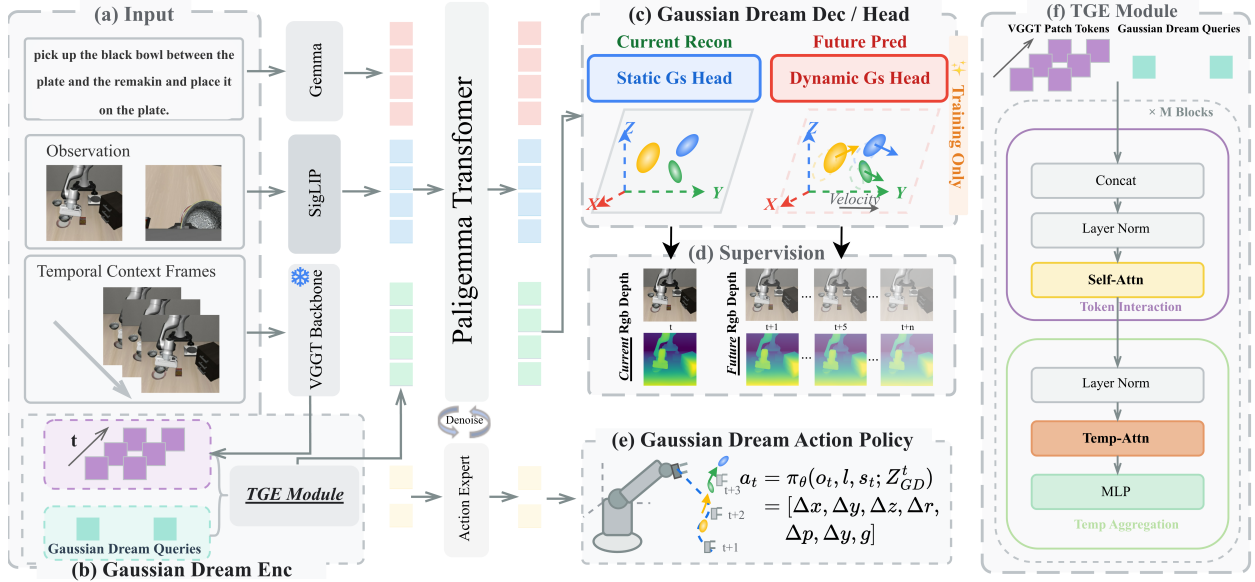 (a) Input
pick up the black bowl between the
plate and the remakin and place it
on the plate.
Gemma
Observation
SigLIP
Temporal Context Frames
VGGT Backbone
t
TGE Module
Gaussian Dream Queries
(b) Gaussian Dream Enc
Paligemma Transfomer
Denoise
Action Expert
(c) Gaussian Dream Dec / Head
Current Recon
Future Pred
Static Gs Head
Dynamic Gs Head
✨ Training Only
Z
Y
X
Z
Y
X
Velocity
(d) Supervision
Current Rgb Depth
t
Future Rgb Depth
...
...
t+1
t+5
t+n
...
...
(e) Gaussian Dream Action Policy
t+3
t+2
t+1
a_t = π_θ(o_t, l, s_t; Z^t_{GD})
= [Δx, Δy, Δz, Δr,
Δp, Δy, g]
(f) TGE Module
VGGT Patch Tokens
Gaussian Dream Queries
× M Blocks
Concat
Layer Norm
Self-Attn
Token Interaction
Layer Norm
Temp-Attn
MLP
Temp Aggregation